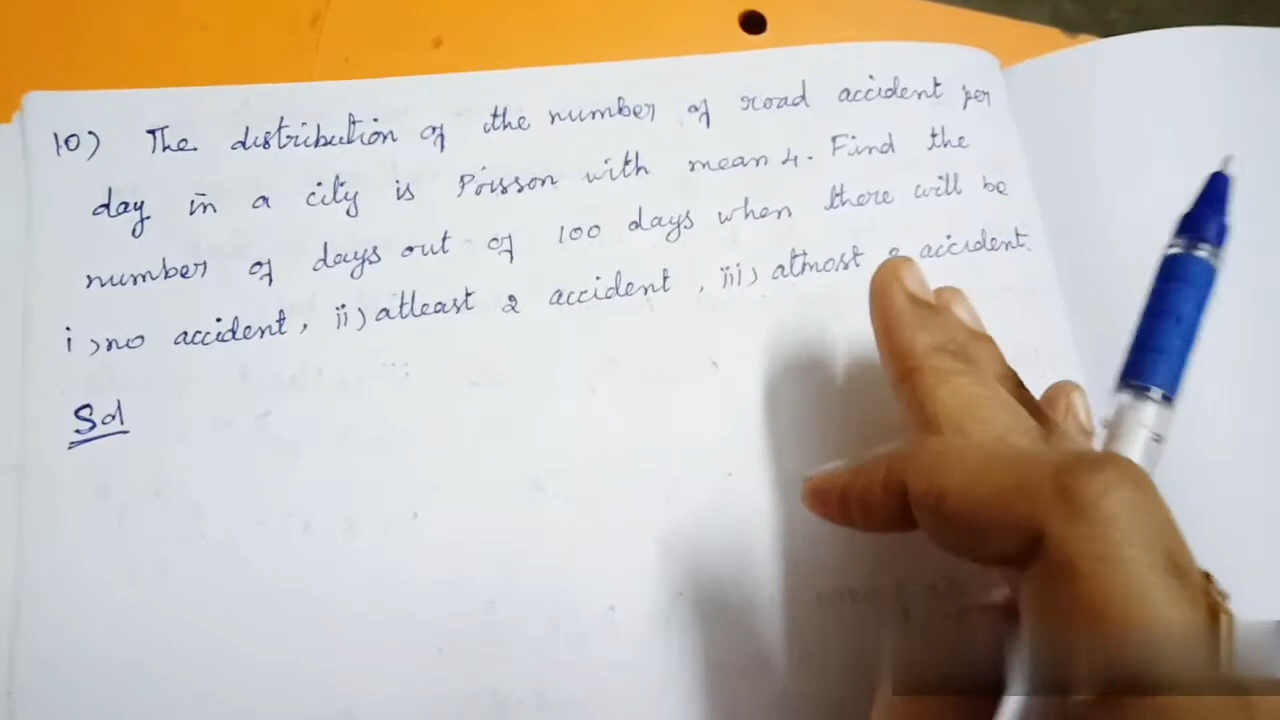 10) The distribution of the number of road accident per
day in a city is Poisson with mean 4. Find the
number of days out of 100 days when there will be
i) no accident, ii) atleast 2 accident, iii) atmost accident.
Sol